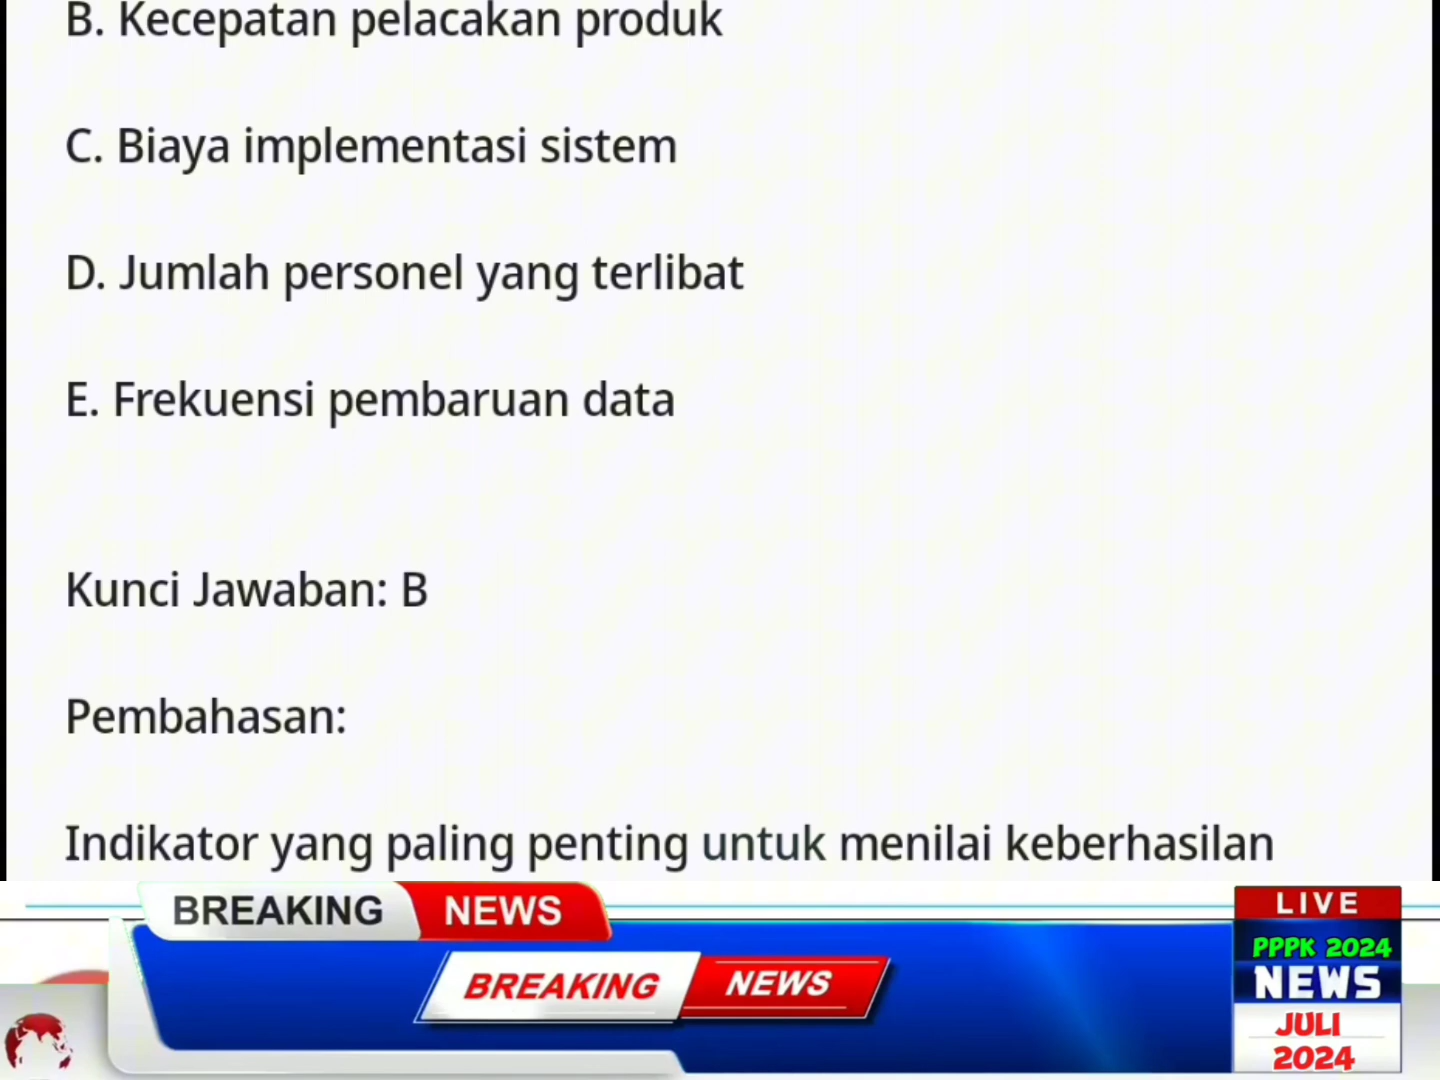 B. Kecepatan pelacakan produk
C. Biaya implementasi sistem
D. Jumlah personel yang terlibat
E. Frekuensi pembaruan data
Kunci Jawaban: B
Pembahasan:
Indikator yang paling penting untuk menilai keberhasilan
BREAKING NEWS
BREAKING NEWS
LIVE
PPPK 2024
NEWS
JULI
2024